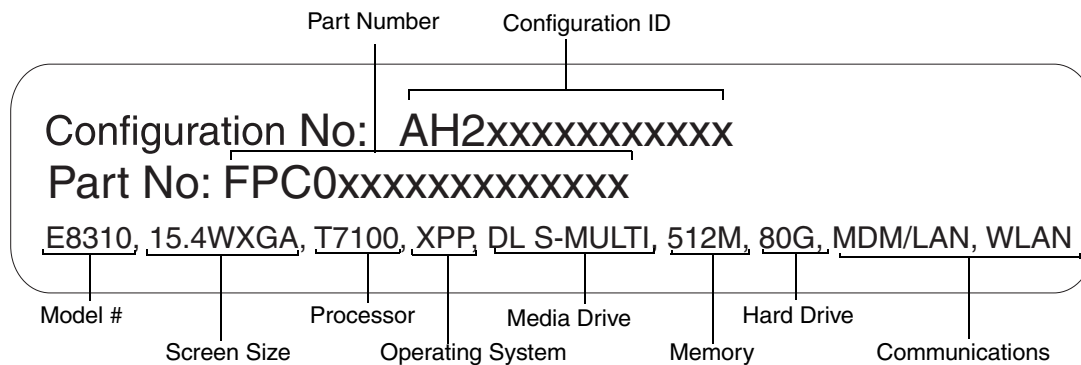 Part Number Configuration ID
Configuration No: AH2xxxxxxxxxxx
Part No: FPC0xxxxxxxxxxxxx
E8310, 15.4WXGA, T7100, XPP, DL S-MULTI, 512M, 80G, MDM/LAN, WLAN
Model # Processor Media Drive Hard Drive
Screen Size Operating System Memory Communications